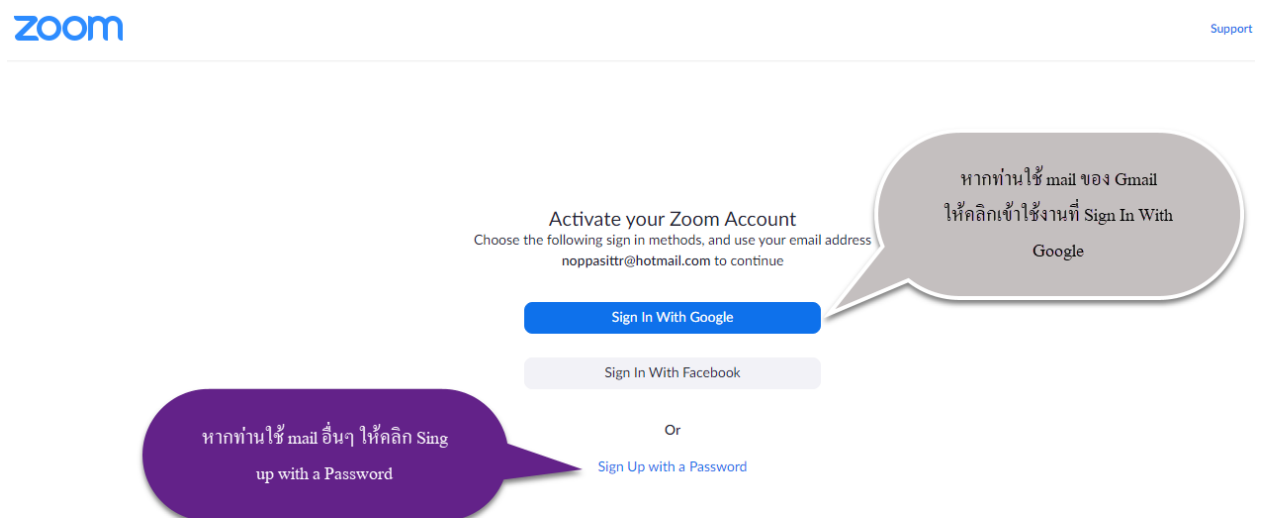 zoom
Support
หากท่านใช้ mail ของ Gmail
ให้คลิกเข้าใช้งานที่ Sign In With
Google
Activate your Zoom Account
Choose the following sign in methods, and use your email address
noppasittr@hotmail.com to continue
Sign In With Google
Sign In With Facebook
Or
หากท่านใช้ mail อื่นๆ ให้คลิก Sing
up with a Password
Sign Up with a Password